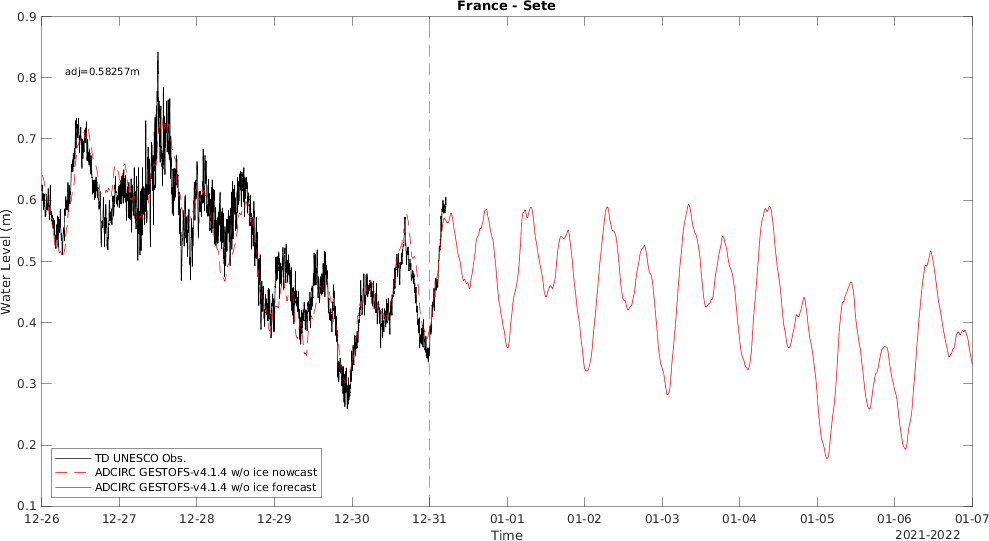 France - Sete
0.9
0.8
0.7
0.6
0.5
0.4
0.3
0.2
0.1
Water Level (m)
adj=0.58257m
TD UNESCO Obs.
ADCIRC GESTOFS-v4.1.4 w/o ice nowcast
ADCIRC GESTOFS-v4.1.4 w/o ice forecast
12-26 12-27 12-28 12-29 12-30 12-31 01-01 01-02 01-03 01-04 01-05 01-06 01-07
Time
2021-2022